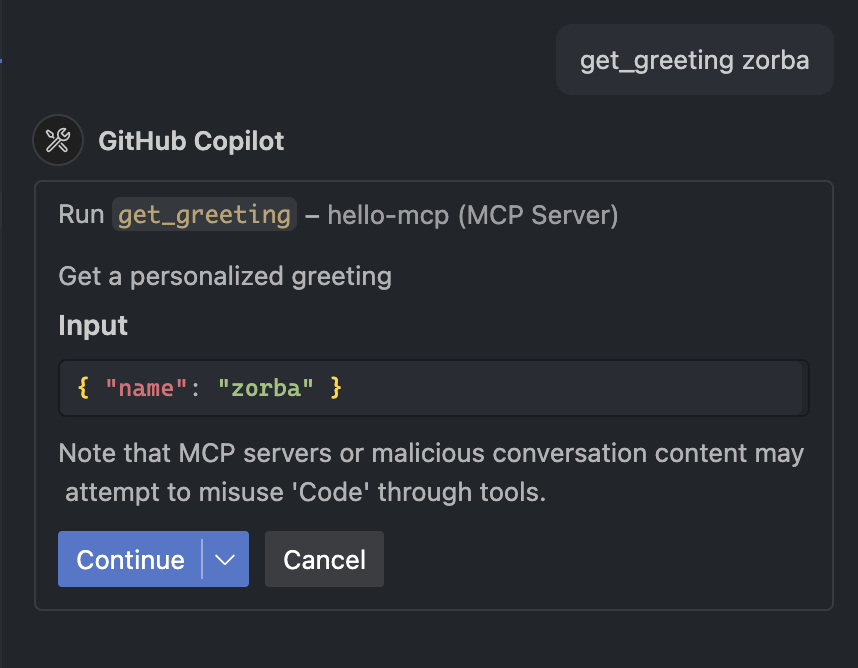 get_greeting zorba
GitHub Copilot
Run get_greeting – hello-mcp (MCP Server)
Get a personalized greeting
Input
{ "name": "zorba" }
Note that MCP servers or malicious conversation content may
attempt to misuse 'Code' through tools.
Continue
Cancel